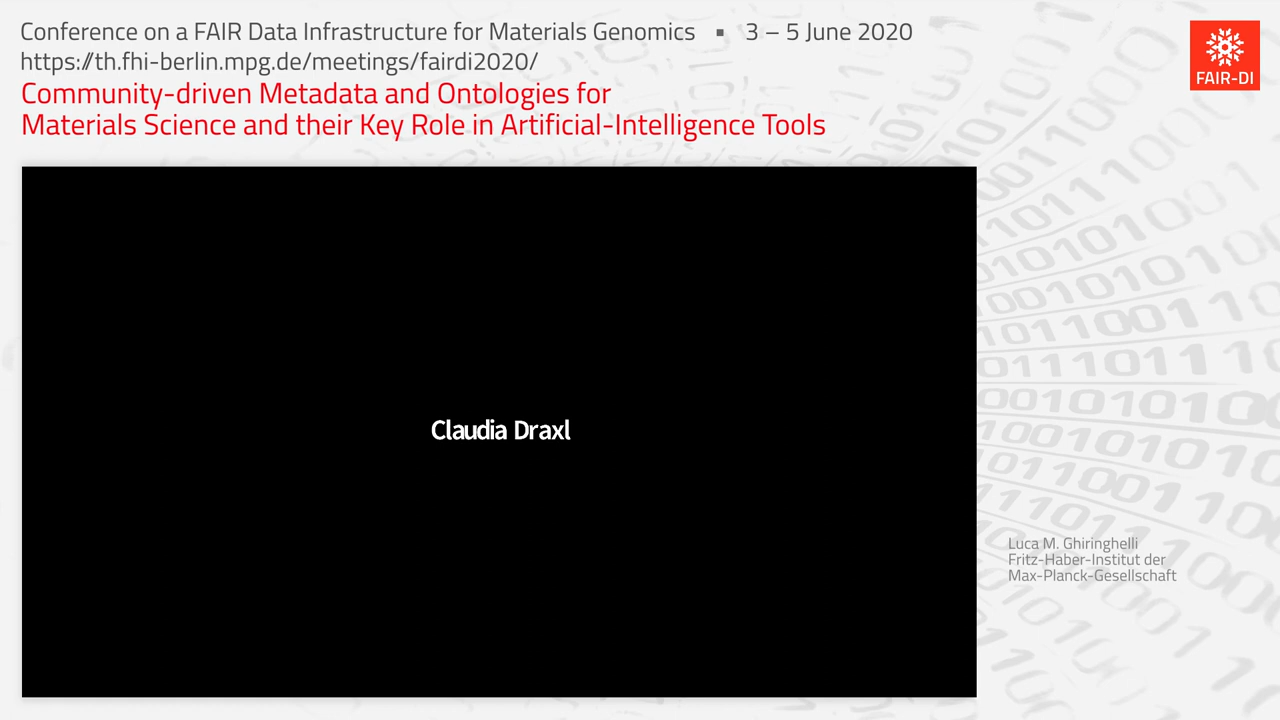 Conference on a FAIR Data Infrastructure for Materials Genomics ▪ 3 – 5 June 2020
https://th.fhi-berlin.mpg.de/meetings/fairdi2020/
Community-driven Metadata and Ontologies for
Materials Science and their Key Role in Artificial-Intelligence Tools
FAIR-DI
Claudia Draxl
Luca M. Ghiringhelli
Fritz-Haber-Institut der
Max-Planck-Gesellschaft